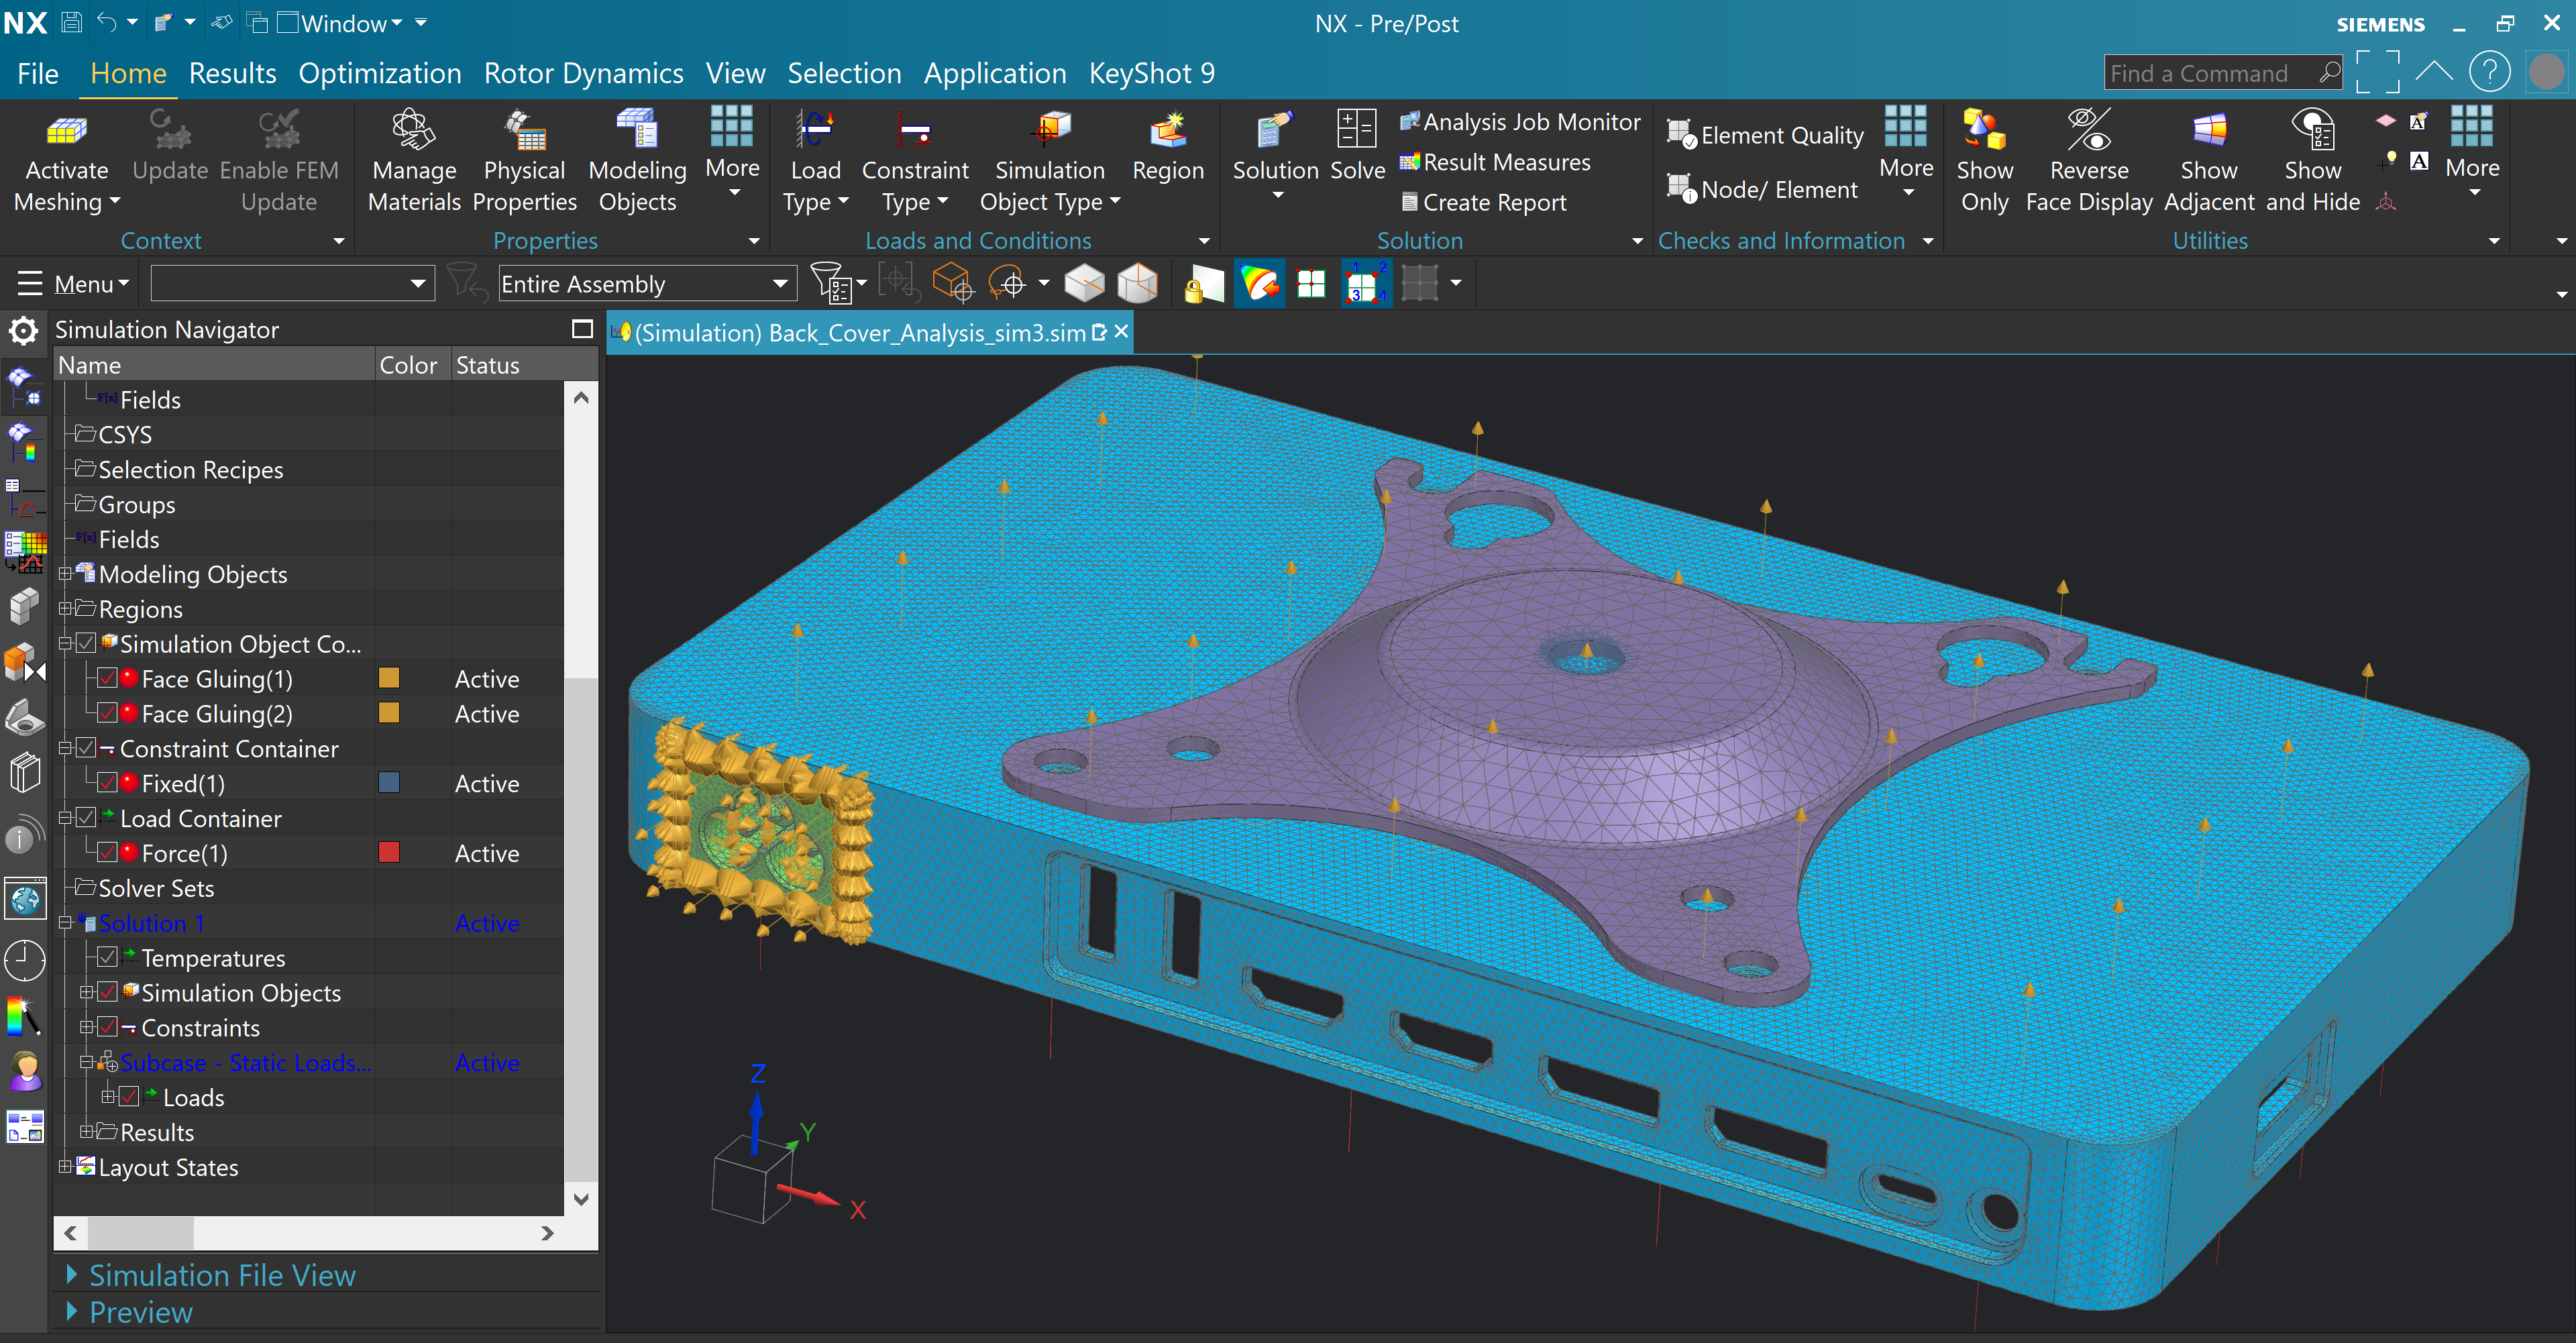 NX
Window
NX - Pre/Post
SIEMENS
File Home Results Optimization Rotor Dynamics View Selection Application KeyShot 9
Find a Command
Activate Meshing
Update
Enable FEM Update
Context
Manage Materials
Physical Properties
Modeling Objects
More
Properties
Load Type
Constraint Type
Simulation Object Type
Region
Loads and Conditions
Solution
Solve
Analysis Job Monitor
Result Measures
Create Report
Solution
Element Quality
Node/ Element
More
Checks and Information
Show Only
Reverse Face Display
Show Adjacent
Show and Hide
A
A
More
Utilities
Menu
Entire Assembly
1 2
3 4
Simulation Navigator
(Simulation) Back_Cover_Analysis_sim3.sim
Name Color Status
Fields
CSYS
Selection Recipes
Groups
Fields
Modeling Objects
Regions
Simulation Object Co...
Face Gluing(1) Active
Face Gluing(2) Active
Constraint Container
Fixed(1) Active
Load Container
Force(1) Active
Solver Sets
Solution 1 Active
Temperatures
Simulation Objects
Constraints
Subcase - Static Loads... Active
Loads
Results
Layout States
Simulation File View
Preview
Z
Y
X